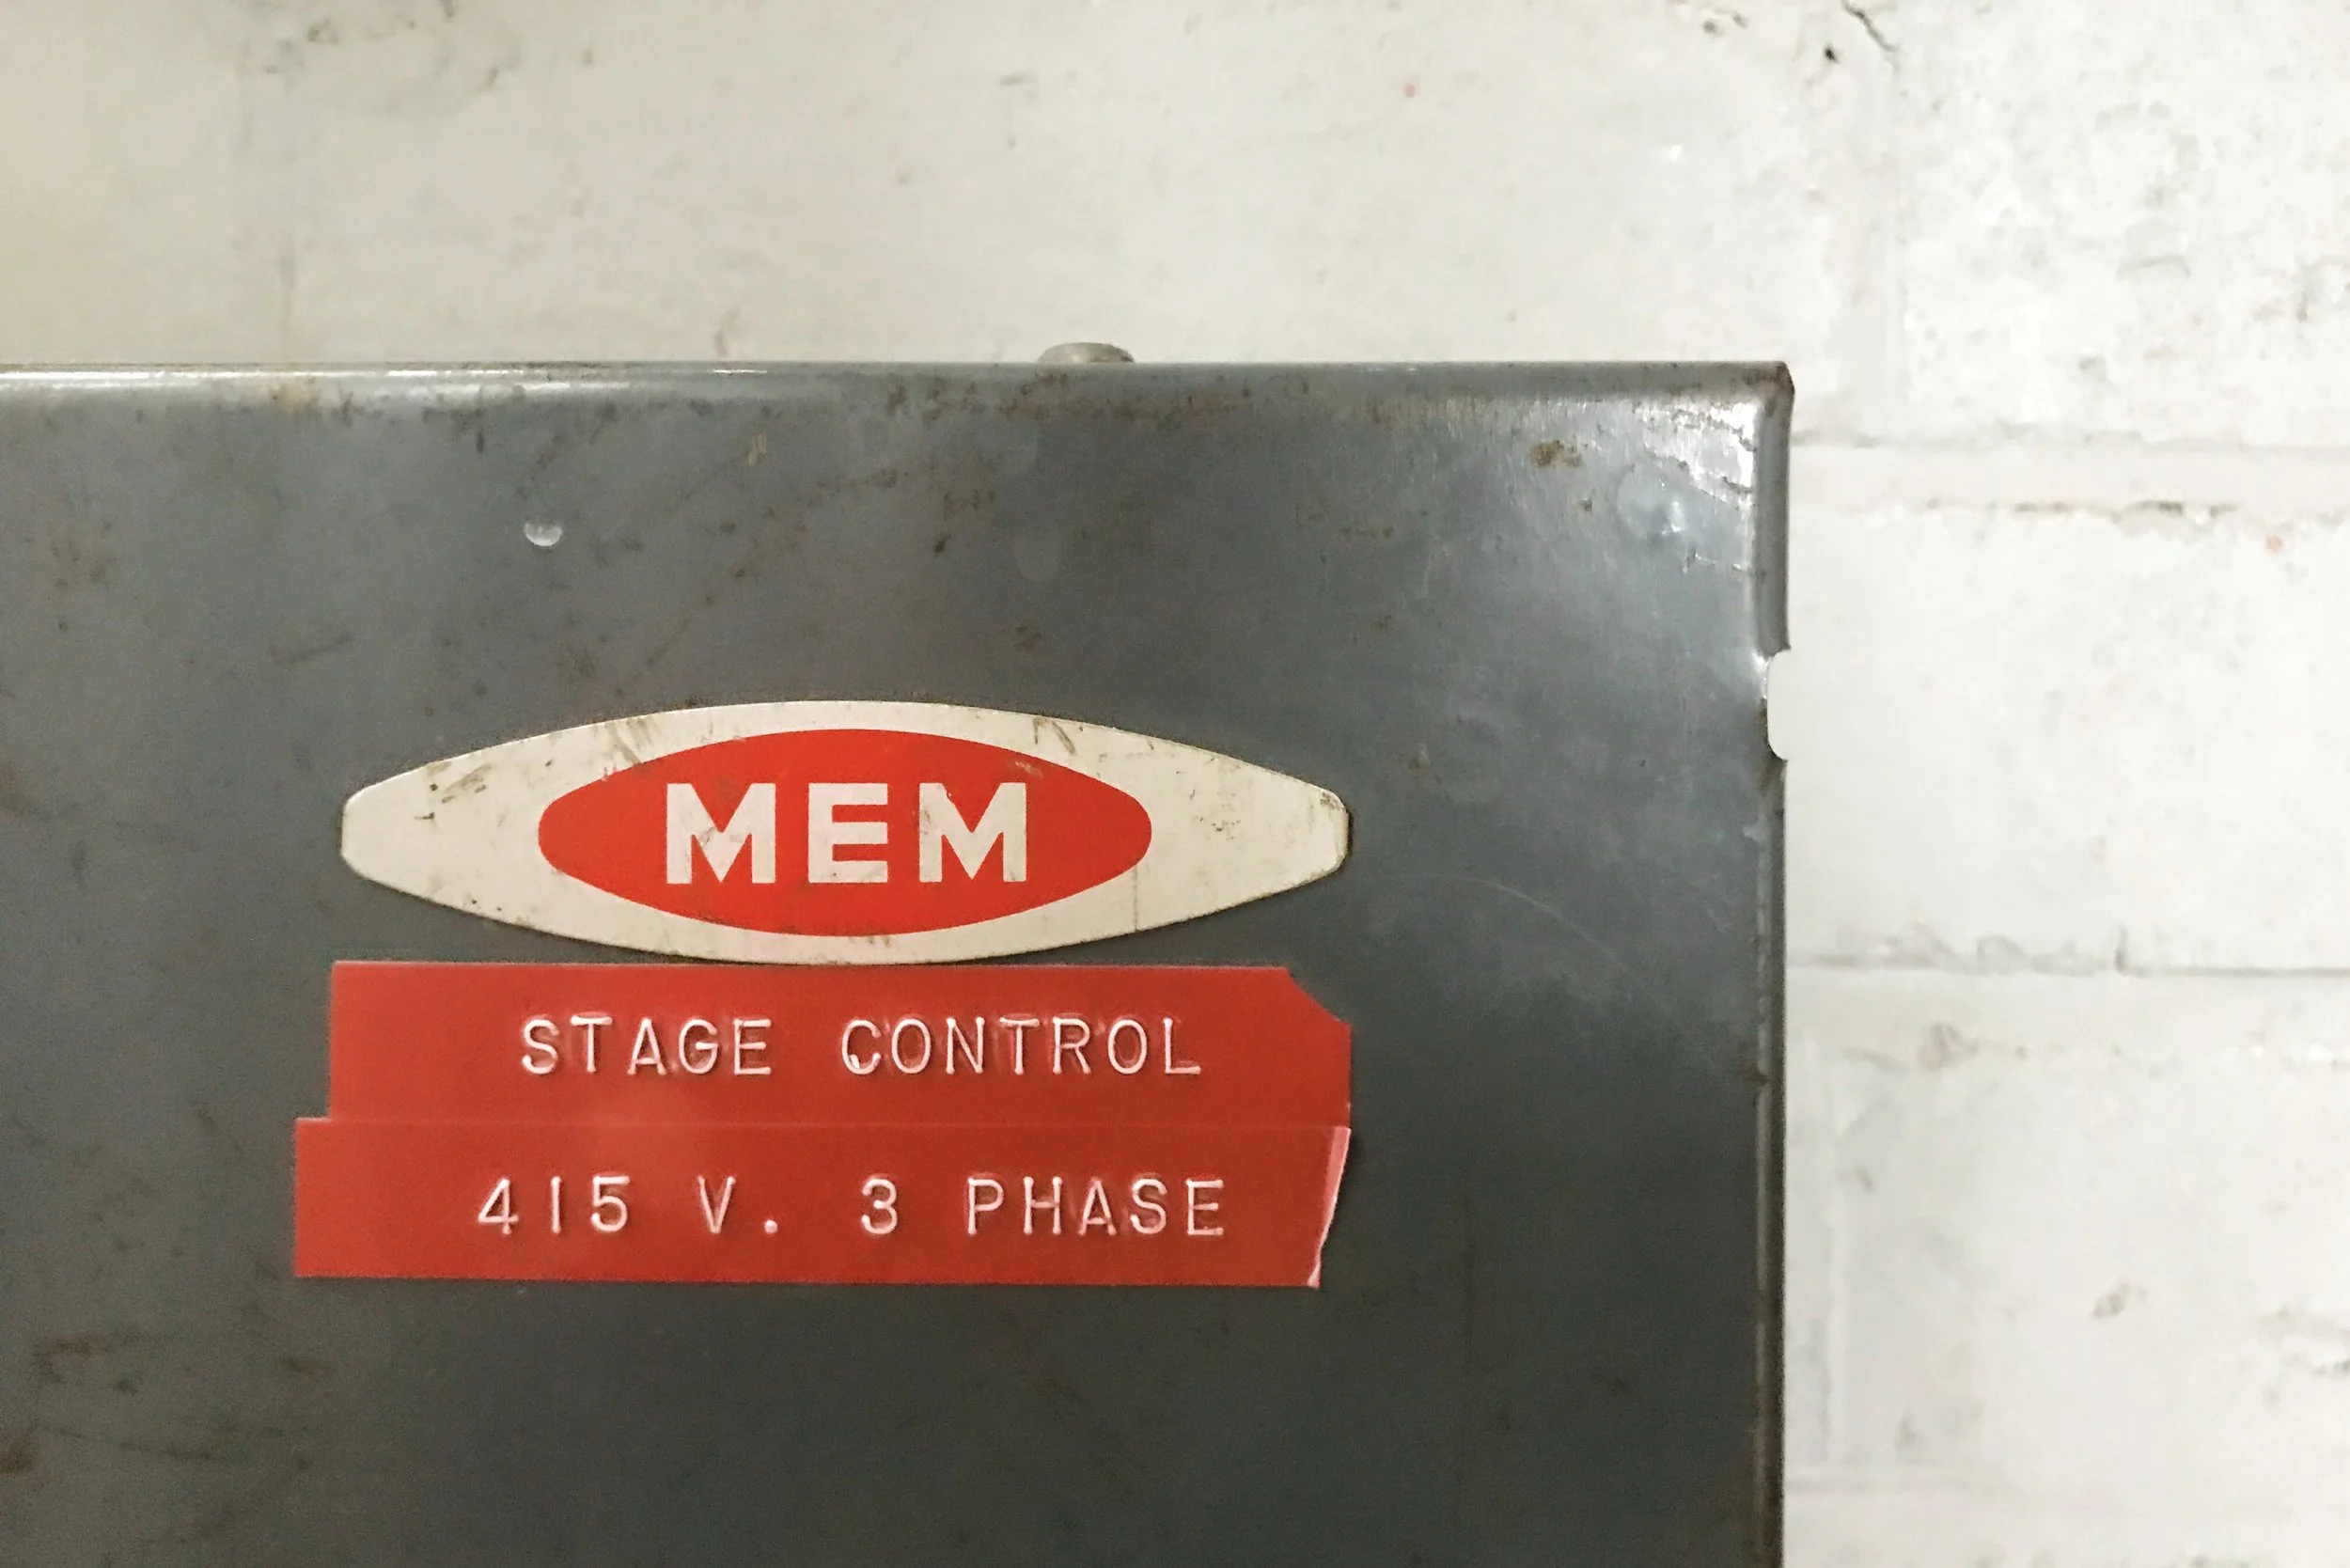 MEM
STAGE CONTROL
415 V. 3 PHASE